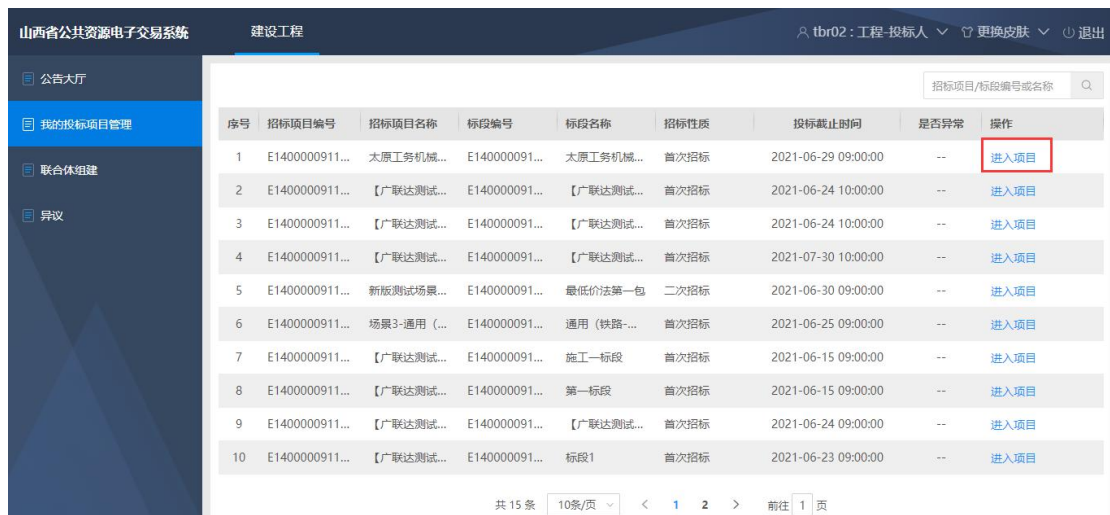 山西省公共资源电子交易系统 建设工程 tbr02 : 工程-投标人 更换皮肤 退出
公告大厅
我的投标项目管理
联合体组建
异议
招标项目/标段编号或名称
序号 招标项目编号 招标项目名称 标段编号 标段名称 招标性质 投标截止时间 是否异常 操作
1 E1400000911... 太原工务机械... E140000091... 太原工务机械... 首次招标 2021-06-29 09:00:00 -- 进入项目
2 E1400000911... 【广联达测试... E140000091... 【广联达测试... 首次招标 2021-06-24 10:00:00 -- 进入项目
3 E1400000911... 【广联达测试... E140000091... 【广联达测试... 首次招标 2021-06-24 10:00:00 -- 进入项目
4 E1400000911... 【广联达测试... E140000091... 【广联达测试... 首次招标 2021-07-30 10:00:00 -- 进入项目
5 E1400000911... 新版测试场景... E140000091... 最低价法第一包 二次招标 2021-06-30 09:00:00 -- 进入项目
6 E1400000911... 场景3-通用（... E140000091... 通用（铁路-... 首次招标 2021-06-25 09:00:00 -- 进入项目
7 E1400000911... 【广联达测试... E140000091... 施工一标段 首次招标 2021-06-15 09:00:00 -- 进入项目
8 E1400000911... 【广联达测试... E140000091... 第一标段 首次招标 2021-06-15 09:00:00 -- 进入项目
9 E1400000911... 【广联达测试... E140000091... 【广联达测试... 首次招标 2021-06-24 09:00:00 -- 进入项目
10 E1400000911... 【广联达测试... E140000091... 标段1 首次招标 2021-06-23 09:00:00 -- 进入项目
共 15 条 10条/页 < 1 2 > 前往 1 页